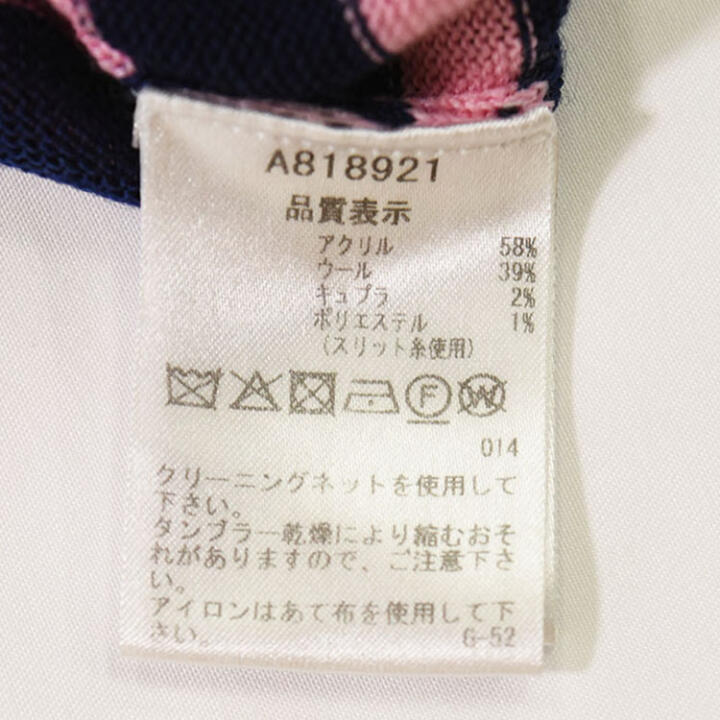 A818921
品質表示
アクリル 58%
ウール 39%
キュプラ 2%
ポリエステル 1%
(スリット糸使用)
F W
014
クリーニングネットを使用して
下さい。
タンブラー乾燥により縮むおそ
れがありますので、ご注意下さ
い。
アイロンはあて布を使用して下
さい。 G-52